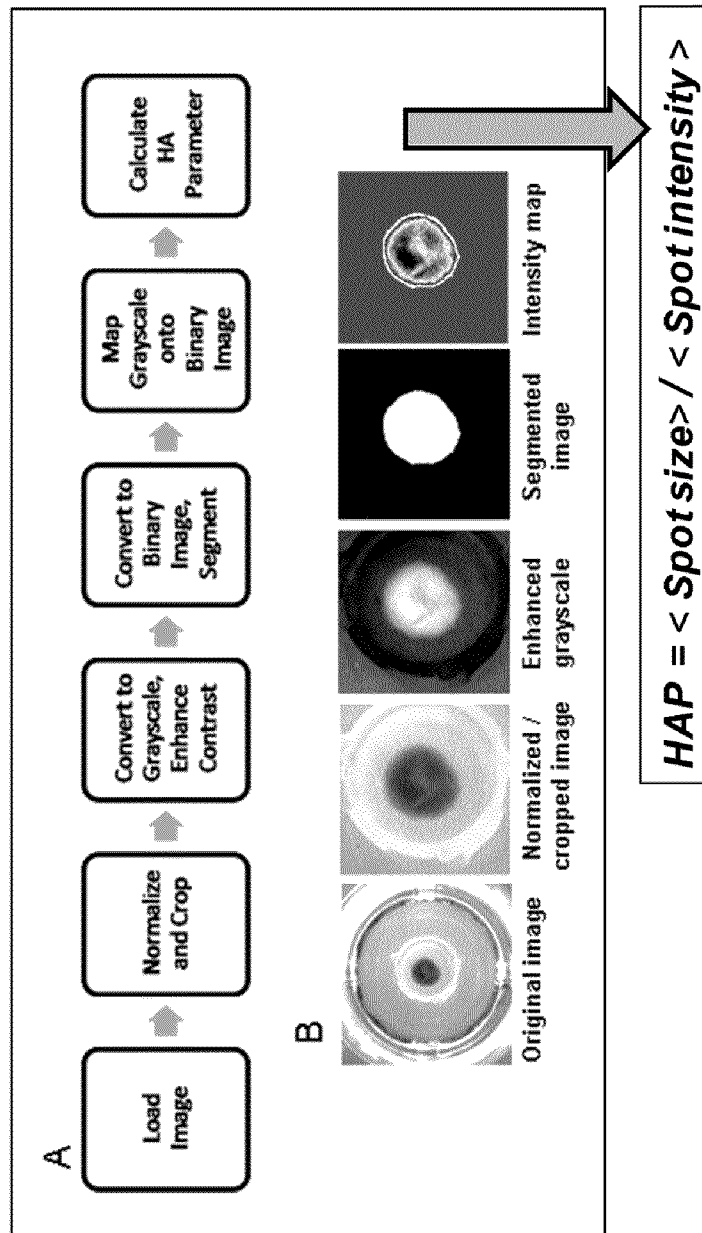 A
Load
Image
Normalize
and Crop
Convert to
Grayscale,
Enhance
Contrast
Convert to
Binary
Image,
Segment
Map
Grayscale
onto
Binary
Image
Calculate
HA
Parameter
B
Original image
Normalized /
cropped image
Enhanced
grayscale
Segmented
image
Intensity map
HAP = < Spot size> / < Spot intensity >